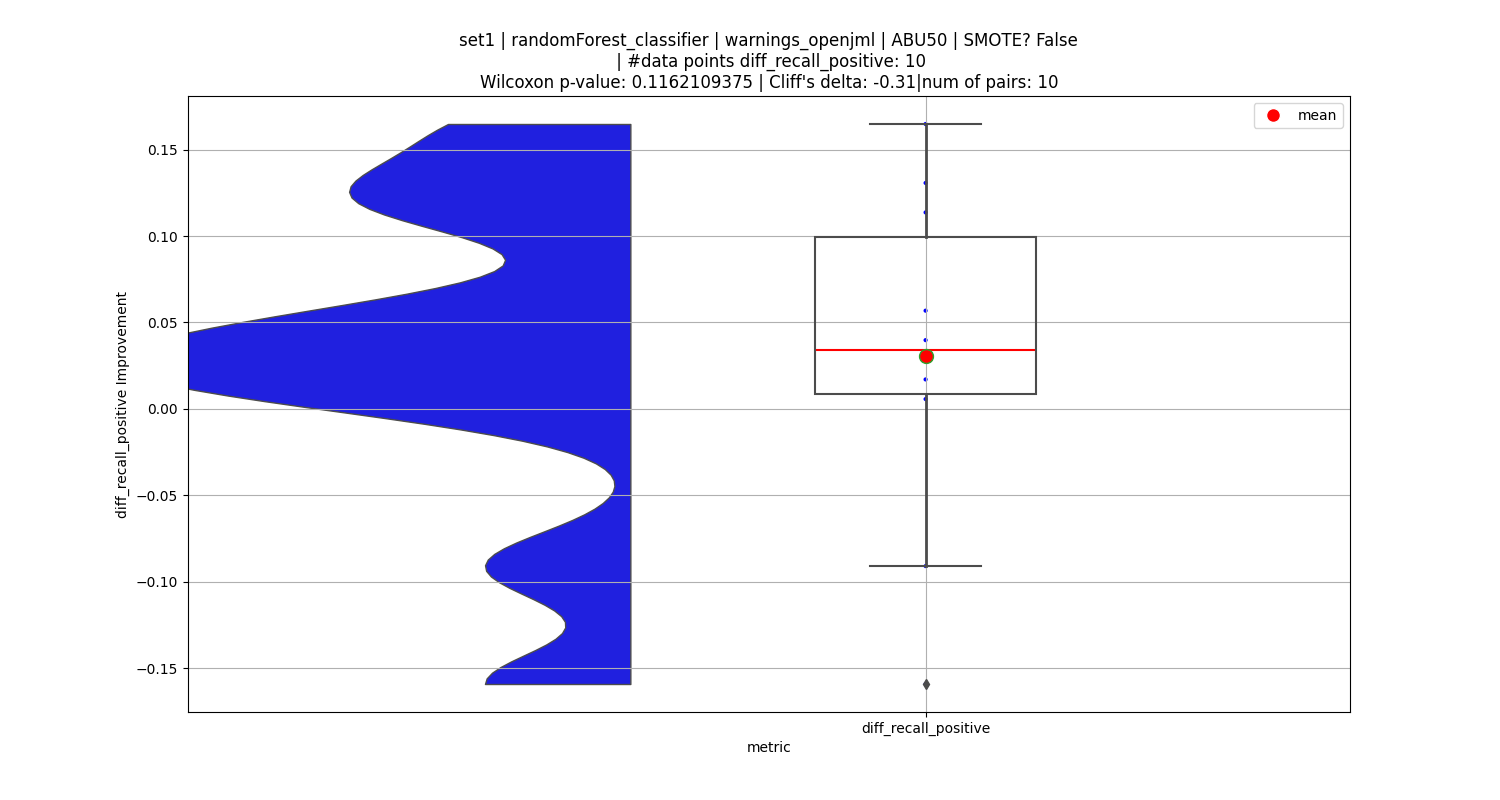 set1 | randomForest_classifier | warnings_openjml | ABU50 | SMOTE? False
| #data points diff_recall_positive: 10
Wilcoxon p-value: 0.1162109375 | Cliff's delta: -0.31|num of pairs: 10
mean
0.15
0.10
0.05
0.00
−0.05
−0.10
−0.15
diff_recall_positive Improvement
diff_recall_positive
metric